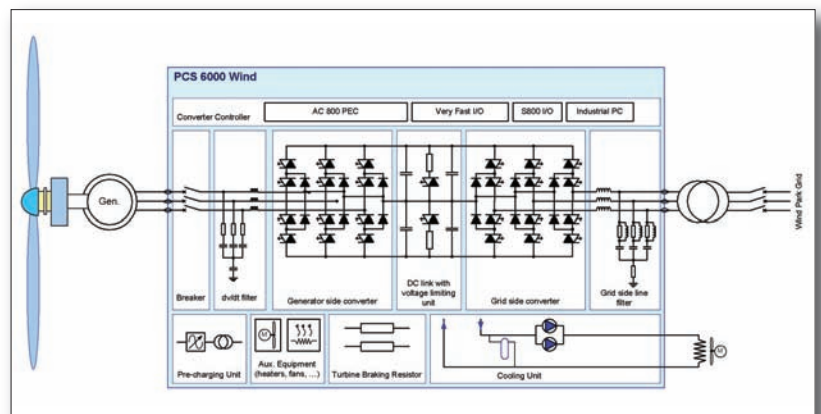 PCS 6000 Wind
Converter Controller
AC 800 PEC
Very Fast I/O
S800 I/O
Industrial PC
Gen.
Wind Park Grid
Breaker
dv/dt filter
Generator side converter
DC link with
voltage limiting
unit
Grid side converter
Grid side line
filter
M
M
Pre-charging Unit
Aux. Equipment
(heaters, fans, ...)
Turbine Braking Resistor
Cooling Unit